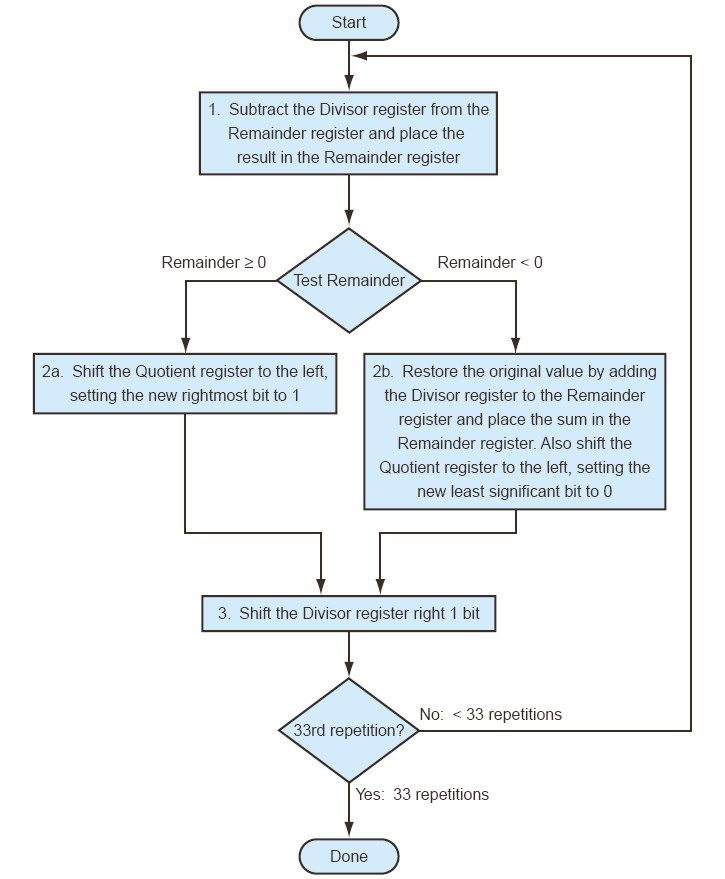 Start
1. Subtract the Divisor register from the
Remainder register and place the
result in the Remainder register
Remainder ≥ 0
Remainder < 0
Test Remainder
2a. Shift the Quotient register to the left,
setting the new rightmost bit to 1
2b. Restore the original value by adding
the Divisor register to the Remainder
register and place the sum in the
Remainder register. Also shift the
Quotient register to the left, setting the
new least significant bit to 0
3. Shift the Divisor register right 1 bit
No: < 33 repetitions
33rd repetition?
Yes: 33 repetitions
Done